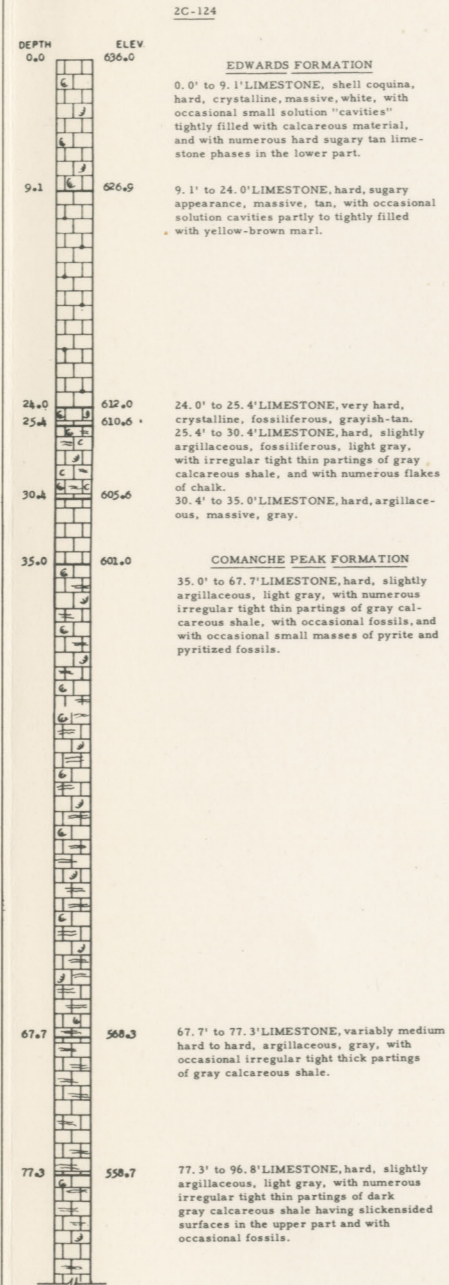 2C-124
DEPTH ELEV.
0.0 636.0
EDWARDS FORMATION
0.0' to 9.1' LIMESTONE, shell coquina,
hard, crystalline, massive, white, with
occasional small solution "cavities"
tightly filled with calcareous material,
and with numerous hard sugary tan lime-
stone phases in the lower part.
9.1 626.9
9.1' to 24.0' LIMESTONE, hard, sugary
appearance, massive, tan, with occasional
solution cavities partly to tightly filled
with yellow-brown marl.
24.0 612.0
24.0' to 25.4' LIMESTONE, very hard,
crystalline, fossiliferous, grayish-tan.
25.4 610.6
25.4' to 30.4' LIMESTONE, hard, slightly
argillaceous, fossiliferous, light gray,
with irregular tight thin partings of gray
calcareous shale, and with numerous flakes
of chalk.
30.4 605.6
30.4' to 35.0' LIMESTONE, hard, argillace-
ous, massive, gray.
35.0 601.0
COMANCHE PEAK FORMATION
35.0' to 67.7' LIMESTONE, hard, slightly
argillaceous, light gray, with numerous
irregular tight thin partings of gray cal-
careous shale, with occasional fossils, and
with occasional small masses of pyrite and
pyritized fossils.
67.7 568.3
67.7' to 77.3' LIMESTONE, variably medium
hard to hard, argillaceous, gray, with
occasional irregular tight thick partings
of gray calcareous shale.
77.3 558.7
77.3' to 96.8' LIMESTONE, hard, slightly
argillaceous, light gray, with numerous
irregular tight thin partings of dark
gray calcareous shale having slickensided
surfaces in the upper part and with
occasional fossils.